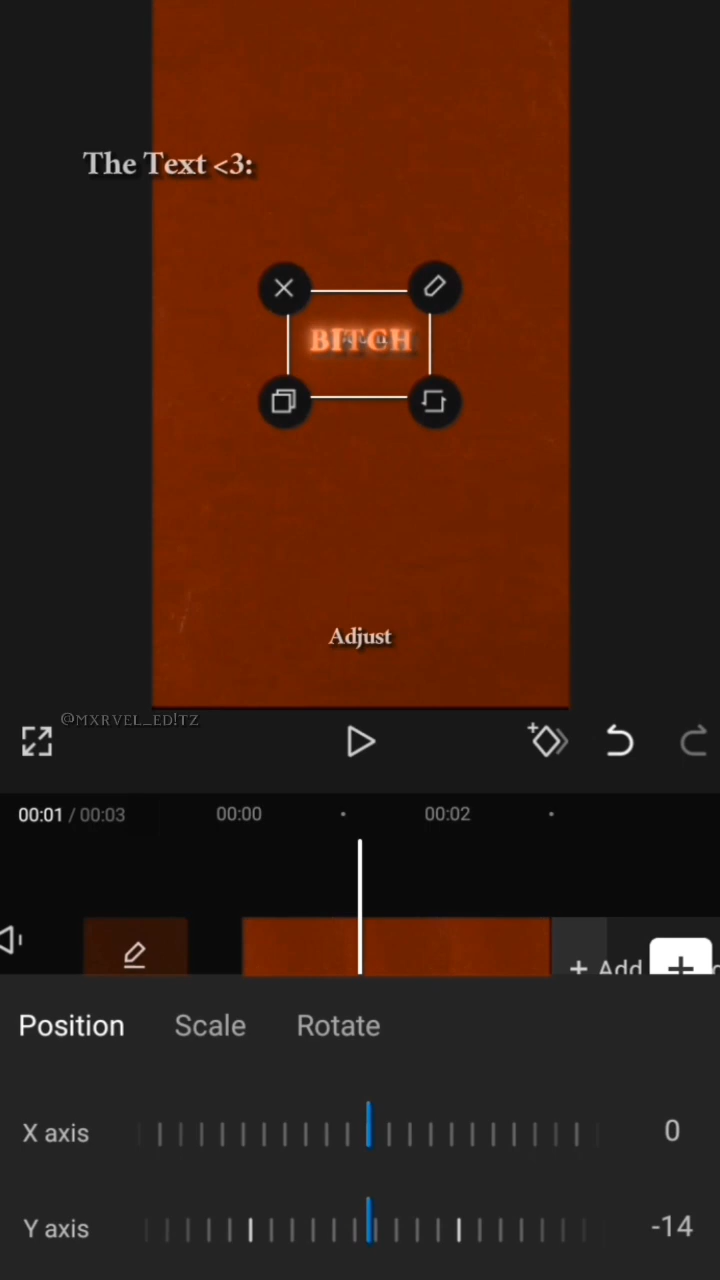 The Text <3:
BITCH
Adjust
@MXRVEL_ED!TZ
00:01 / 00:03
00:00
00:02
+ Add
Position
Scale
Rotate
X axis
0
Y axis
-14